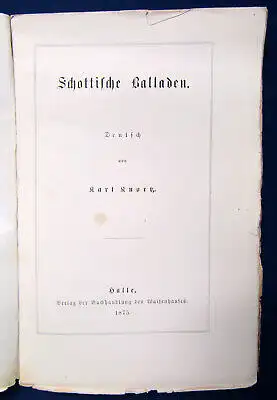 Schottische Balladen.
Deutsch
von
Karl Knortz.
Halle,
Verlag der Buchhandlung des Waisenhauses.
1875.